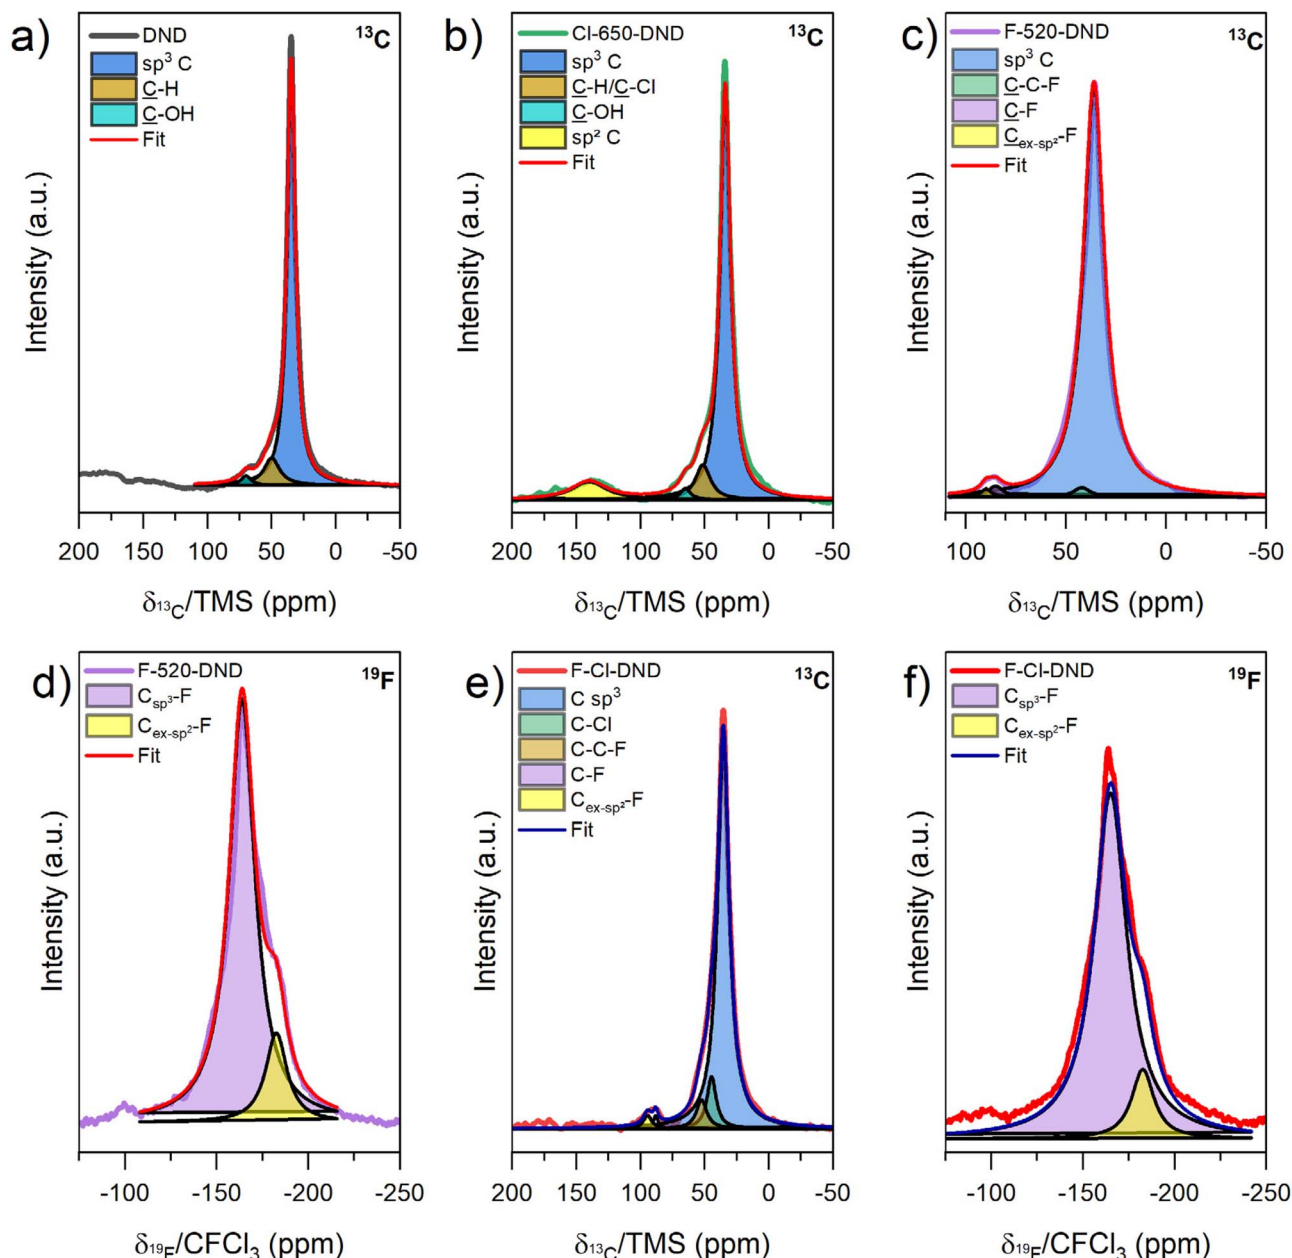 a)
DND
¹³C
sp³ C
C-H
C-OH
Fit
Intensity (a.u.)
200 150 100 50 0 -50
δ¹³C/TMS (ppm)
b)
Cl-650-DND
¹³C
sp³ C
C-H/C-Cl
C-OH
sp² C
Fit
Intensity (a.u.)
200 150 100 50 0 -50
δ¹³C/TMS (ppm)
c)
F-520-DND
¹³C
sp³ C
C-C-F
C-F
Cex-sp²-F
Fit
Intensity (a.u.)
100 50 0 -50
δ¹³C/TMS (ppm)
d)
F-520-DND
¹⁹F
Csp³-F
Cex-sp²-F
Fit
Intensity (a.u.)
-100 -150 -200 -250
δ¹⁹F/CFCl₃ (ppm)
e)
F-Cl-DND
¹³C
C sp³
C-Cl
C-C-F
C-F
Cex-sp²-F
Fit
Intensity (a.u.)
200 150 100 50 0 -50
δ¹³C/TMS (ppm)
f)
F-Cl-DND
¹⁹F
Csp³-F
Cex-sp²-F
Fit
Intensity (a.u.)
-100 -150 -200 -250
δ¹⁹F/CFCl₃ (ppm)